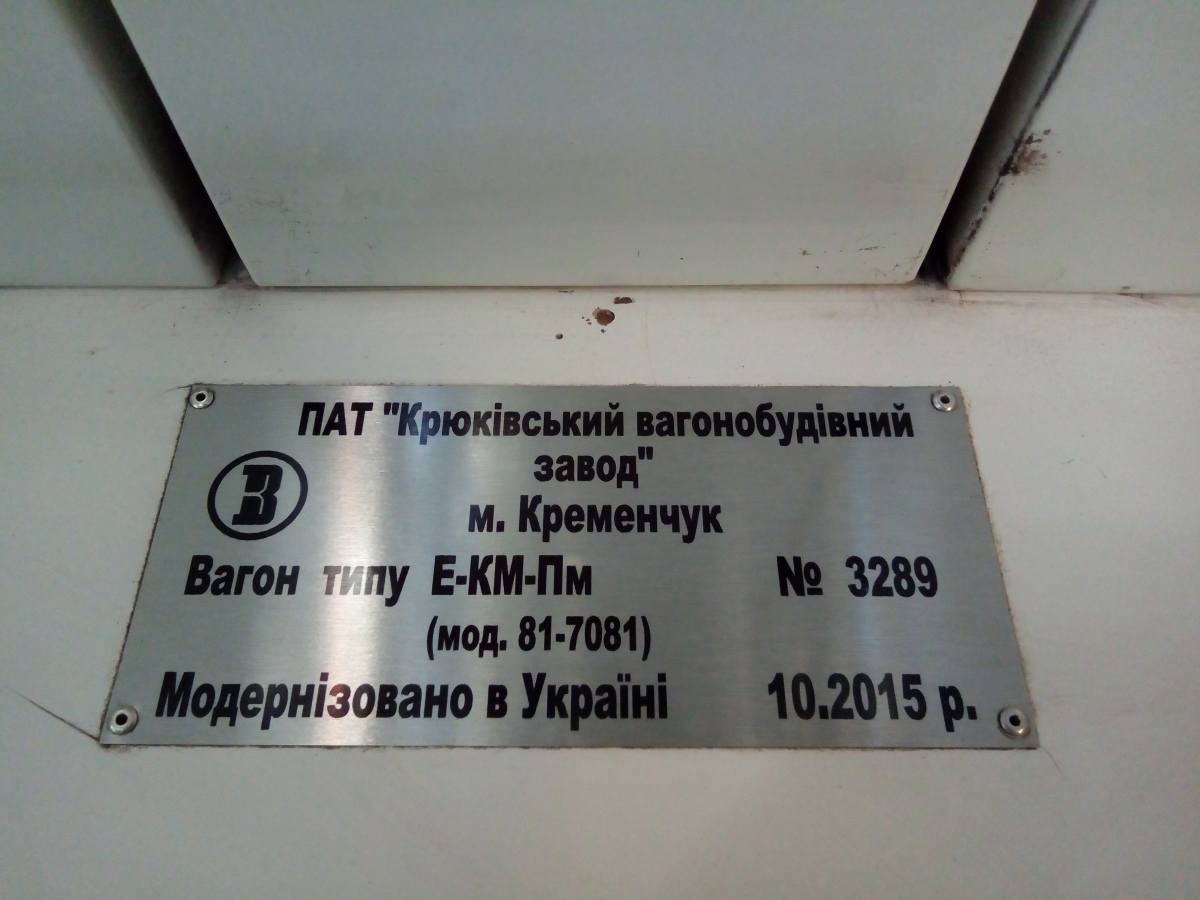 ПАТ "Крюківський вагонобудівний
завод"
В
м. Кременчук
Вагон типу Е-КМ-Пм № 3289
(мод. 81-7081)
Модернізовано в Україні 10.2015 р.